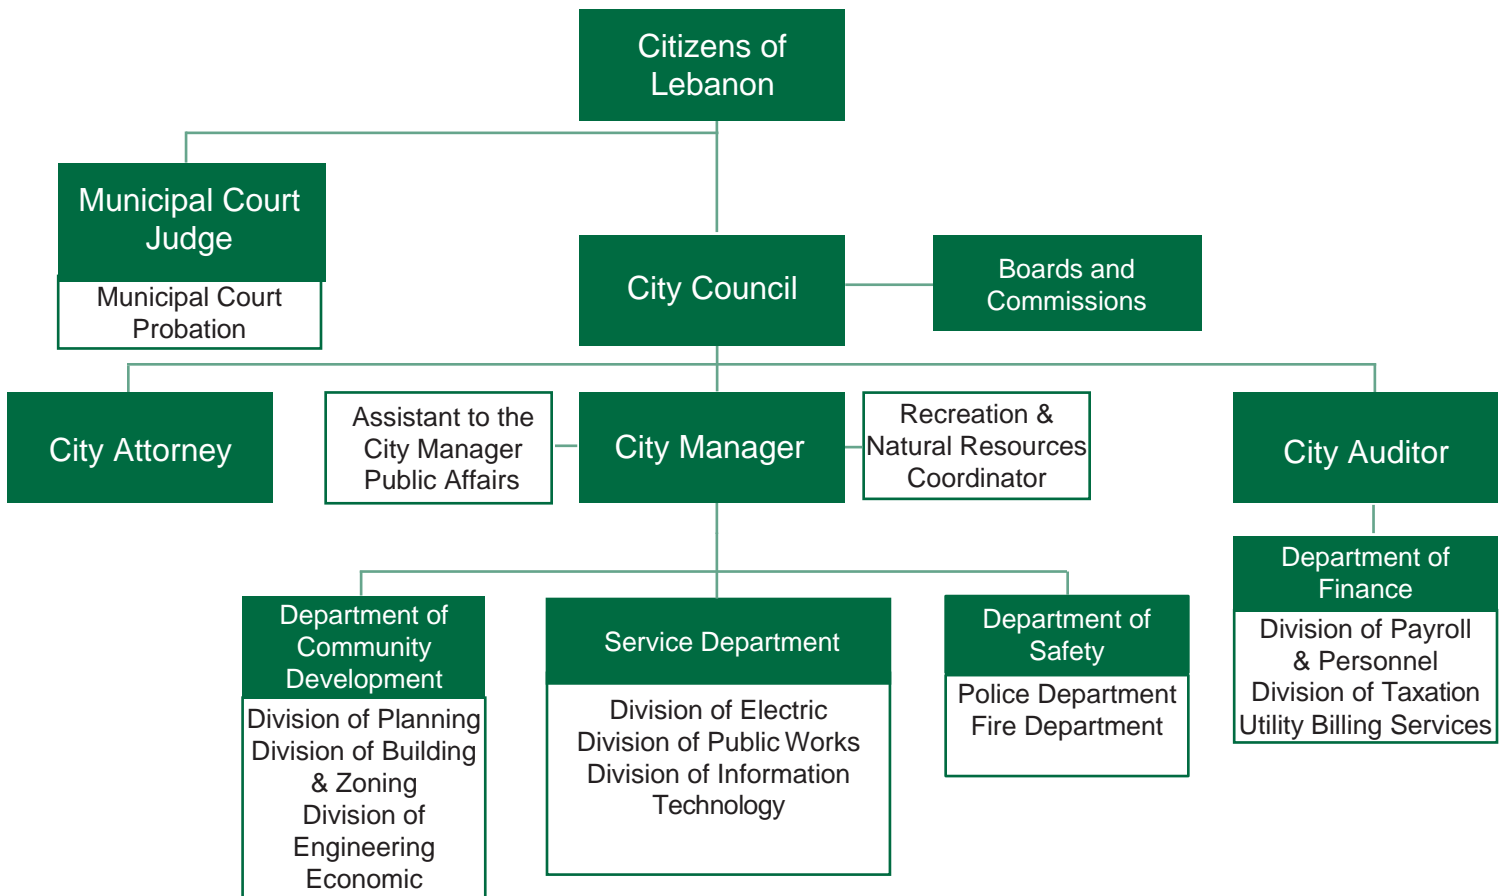 Citizens of
Lebanon
Municipal Court
Judge
Municipal Court
Probation
City Council
Boards and
Commissions
City Attorney
Assistant to the
City Manager
Public Affairs
City Manager
Recreation &
Natural Resources
Coordinator
City Auditor
Department of
Community
Development
Division of Planning
Division of Building
& Zoning
Division of
Engineering
Economic
Service Department
Division of Electric
Division of Public Works
Division of Information
Technology
Department of
Safety
Police Department
Fire Department
Department of
Finance
Division of Payroll
& Personnel
Division of Taxation
Utility Billing Services